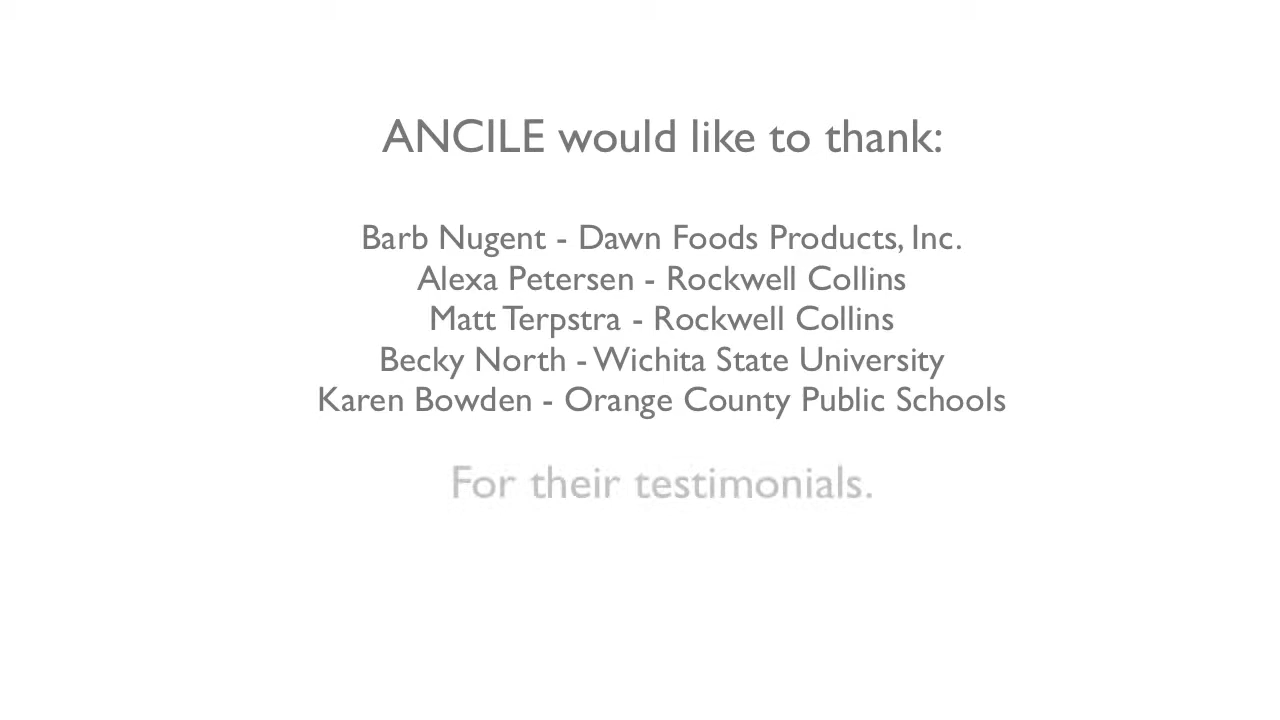 ANCILE would like to thank:
Barb Nugent - Dawn Foods Products, Inc.
Alexa Petersen - Rockwell Collins
Matt Terpstra - Rockwell Collins
Becky North - Wichita State University
Karen Bowden - Orange County Public Schools
For their testimonials.